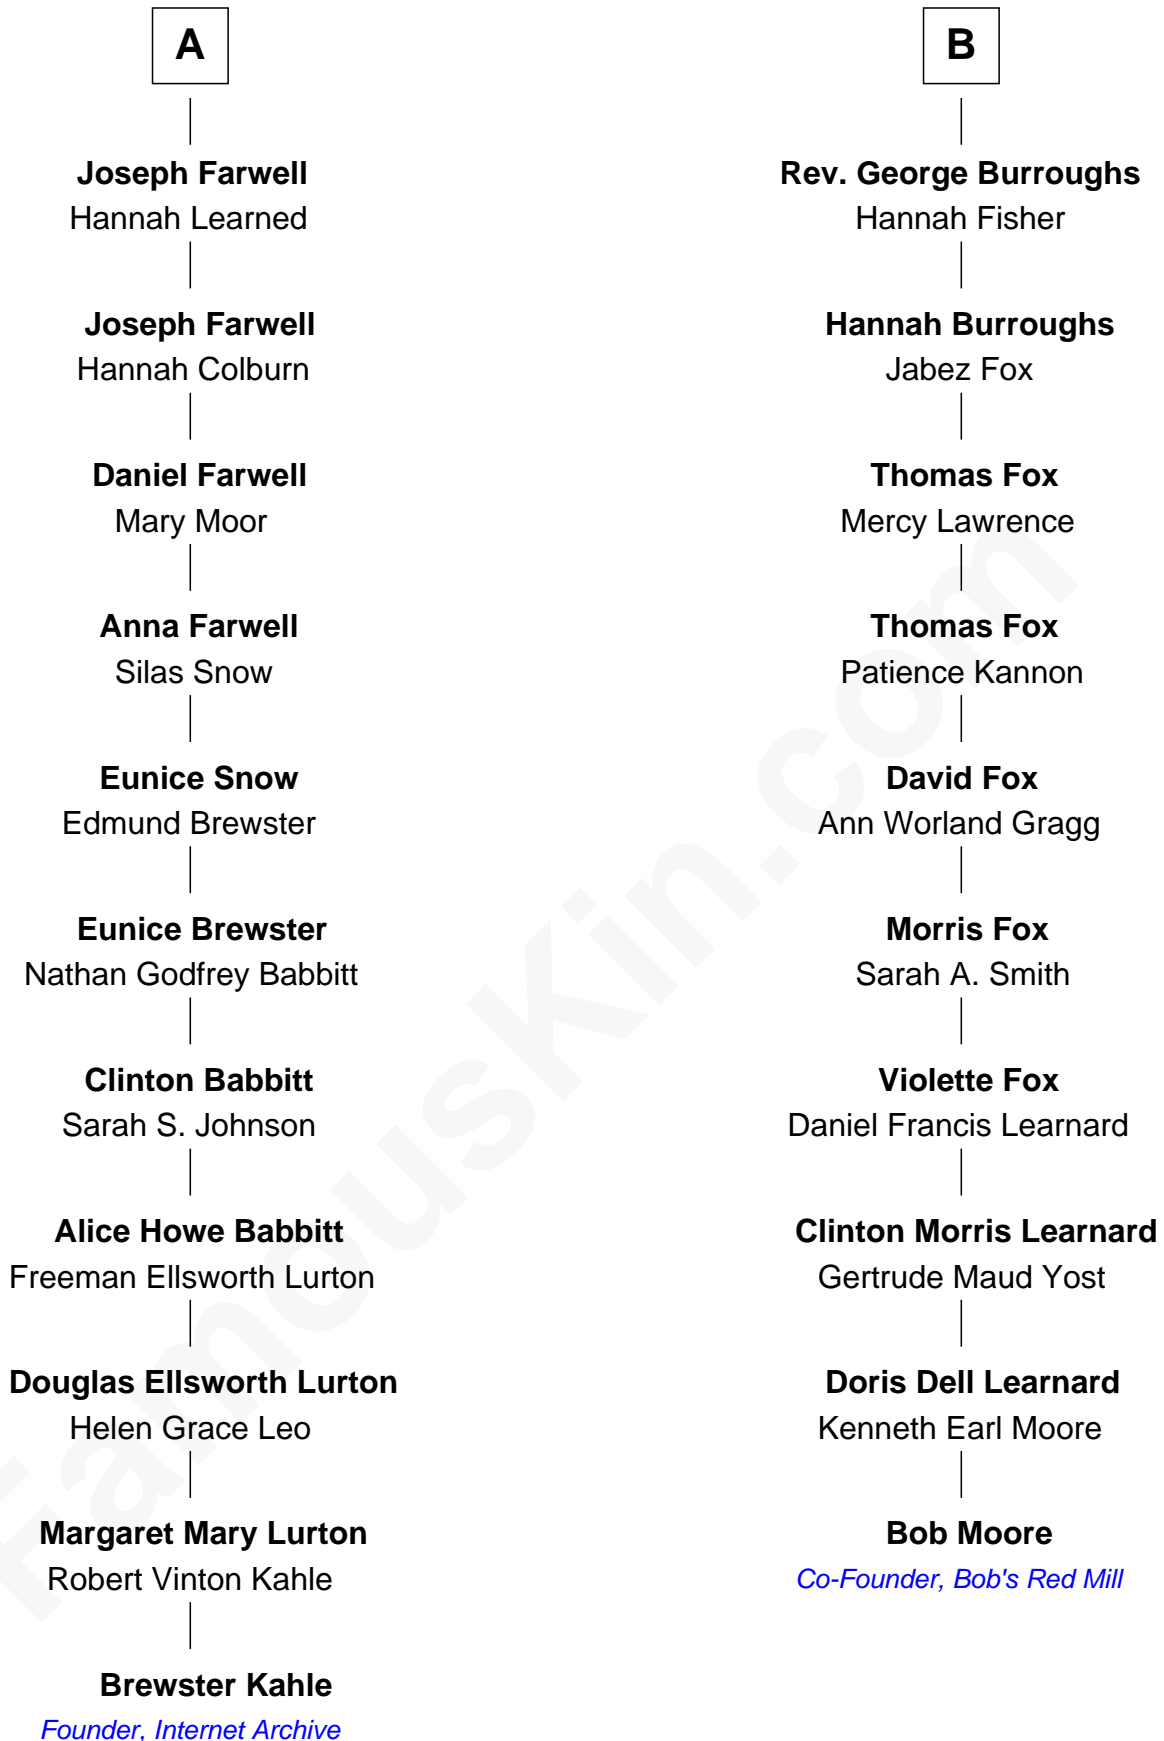 A
Joseph Farwell
Hannah Learned
Joseph Farwell
Hannah Colburn
Daniel Farwell
Mary Moor
Anna Farwell
Silas Snow
Eunice Snow
Edmund Brewster
Eunice Brewster
Nathan Godfrey Babbitt
Clinton Babbitt
Sarah S. Johnson
Alice Howe Babbitt
Freeman Ellsworth Lurton
Douglas Ellsworth Lurton
Helen Grace Leo
Margaret Mary Lurton
Robert Vinton Kahle
Brewster Kahle
Founder, Internet Archive
B
Rev. George Burroughs
Hannah Fisher
Hannah Burroughs
Jabez Fox
Thomas Fox
Mercy Lawrence
Thomas Fox
Patience Kannon
David Fox
Ann Worland Gragg
Morris Fox
Sarah A. Smith
Violette Fox
Daniel Francis Learnard
Clinton Morris Learnard
Gertrude Maud Yost
Doris Dell Learnard
Kenneth Earl Moore
Bob Moore
Co-Founder, Bob's Red Mill
FamousKin.com